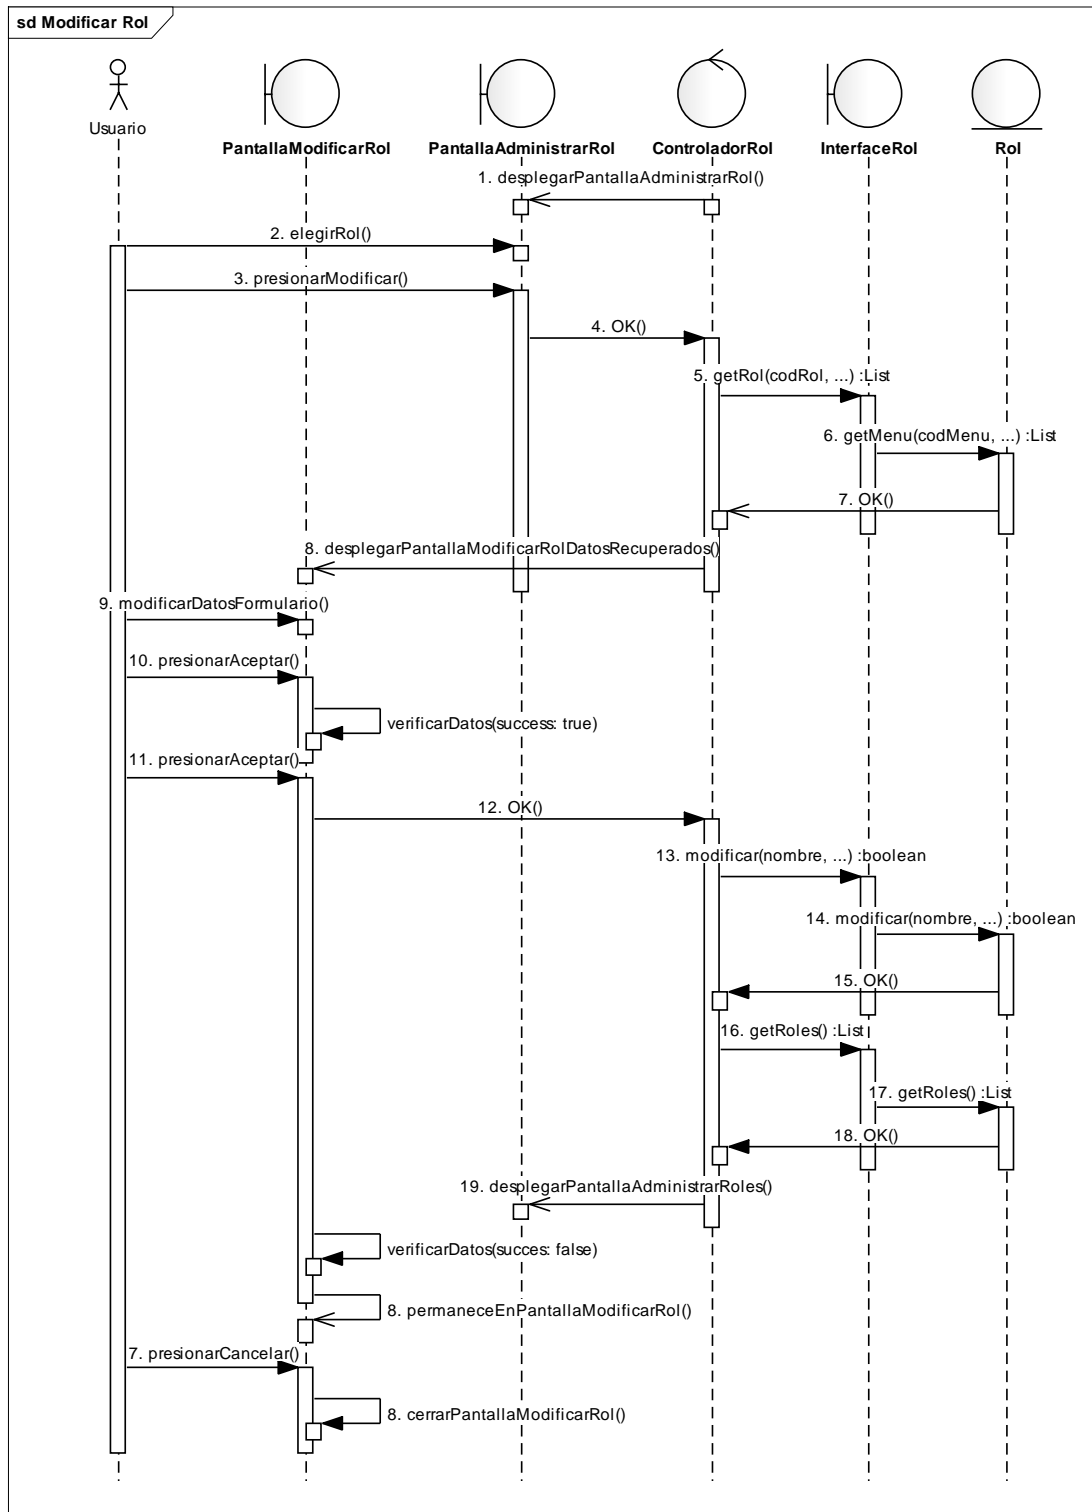 sd Modificar Rol
Usuario
PantallaModificarRol
PantallaAdministrarRol
ControladorRol
InterfaceRol
Rol
1. desplegarPantallaAdministrarRol()
2. elegirRol()
3. presionarModificar()
4. OK()
5. getRol(codRol, ...) :List
6. getMenu(codMenu, ...) :List
7. OK()
8. desplegarPantallaModificarRolDatosRecuperados()
9. modificarDatosFormulario()
10. presionarAceptar()
verificarDatos(success: true)
11. presionarAceptar()
12. OK()
13. modificar(nombre, ...) :boolean
14. modificar(nombre, ...) :boolean
15. OK()
16. getRoles() :List
17. getRoles() :List
18. OK()
19. desplegarPantallaAdministrarRoles()
verificarDatos(succes: false)
8. permaneceEnPantallaModificarRol()
7. presionarCancelar()
8. cerrarPantallaModificarRol()